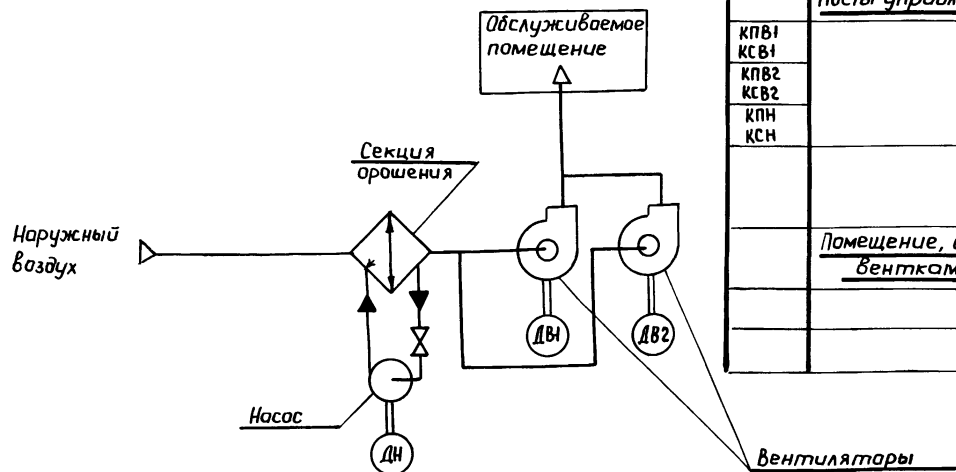 Обслуживаемое
помещение
Секция
орошения
Наружный
воздух
ДВ1
ДВ2
Насос
ДН
Вентиляторы
КПВ1
КСВ1
КПВ2
КСВ2
КПН
КСН
Помещение,
венткам